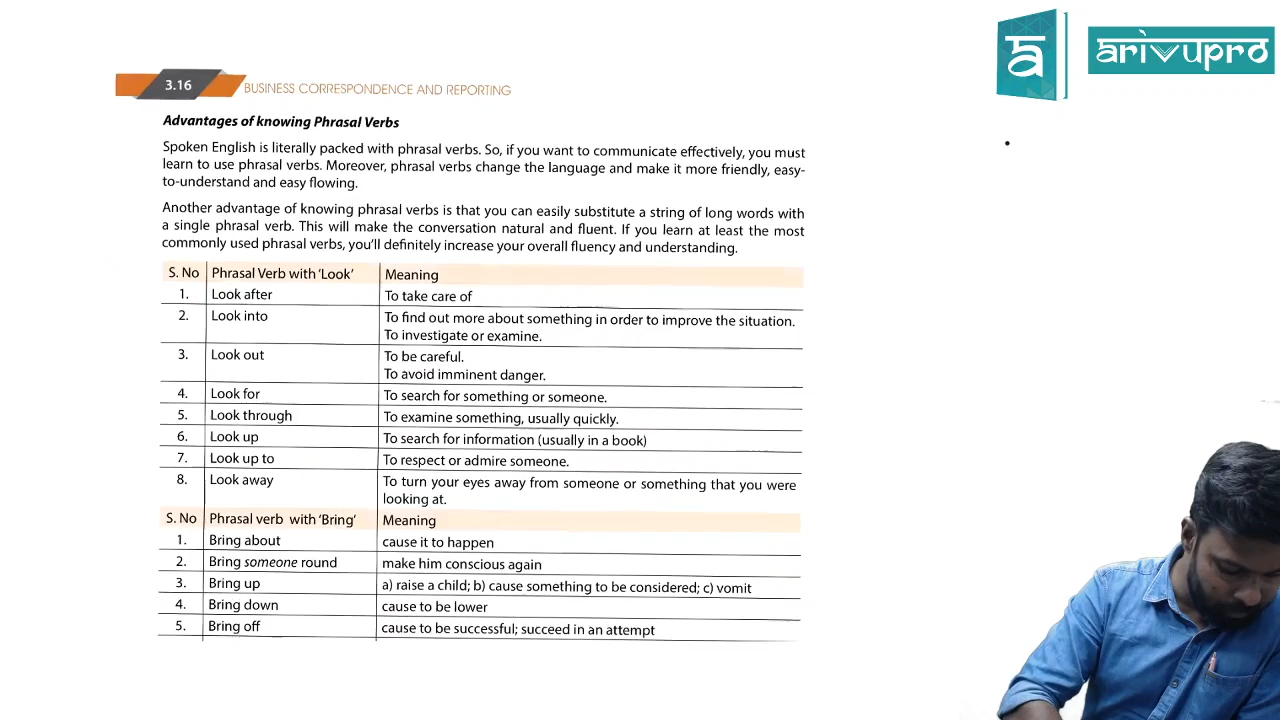 arivupro
3.16 BUSINESS CORRESPONDENCE AND REPORTING
Advantages of knowing Phrasal Verbs
Spoken English is literally packed with phrasal verbs. So, if you want to communicate effectively, you must
learn to use phrasal verbs. Moreover, phrasal verbs change the language and make it more friendly, easy-
to-understand and easy flowing.
Another advantage of knowing phrasal verbs is that you can easily substitute a string of long words with
a single phrasal verb. This will make the conversation natural and fluent. If you learn at least the most
commonly used phrasal verbs, you'll definitely increase your overall fluency and understanding.
S. No Phrasal Verb with 'Look' Meaning
1. Look after To take care of
2. Look into To find out more about something in order to improve the situation.
To investigate or examine.
3. Look out To be careful.
To avoid imminent danger.
4. Look for To search for something or someone.
5. Look through To examine something, usually quickly.
6. Look up To search for information (usually in a book)
7. Look up to To respect or admire someone.
8. Look away To turn your eyes away from someone or something that you were
looking at.
S. No Phrasal verb with 'Bring' Meaning
1. Bring about cause it to happen
2. Bring someone round make him conscious again
3. Bring up a) raise a child; b) cause something to be considered; c) vomit
4. Bring down cause to be lower
5. Bring off cause to be successful; succeed in an attempt